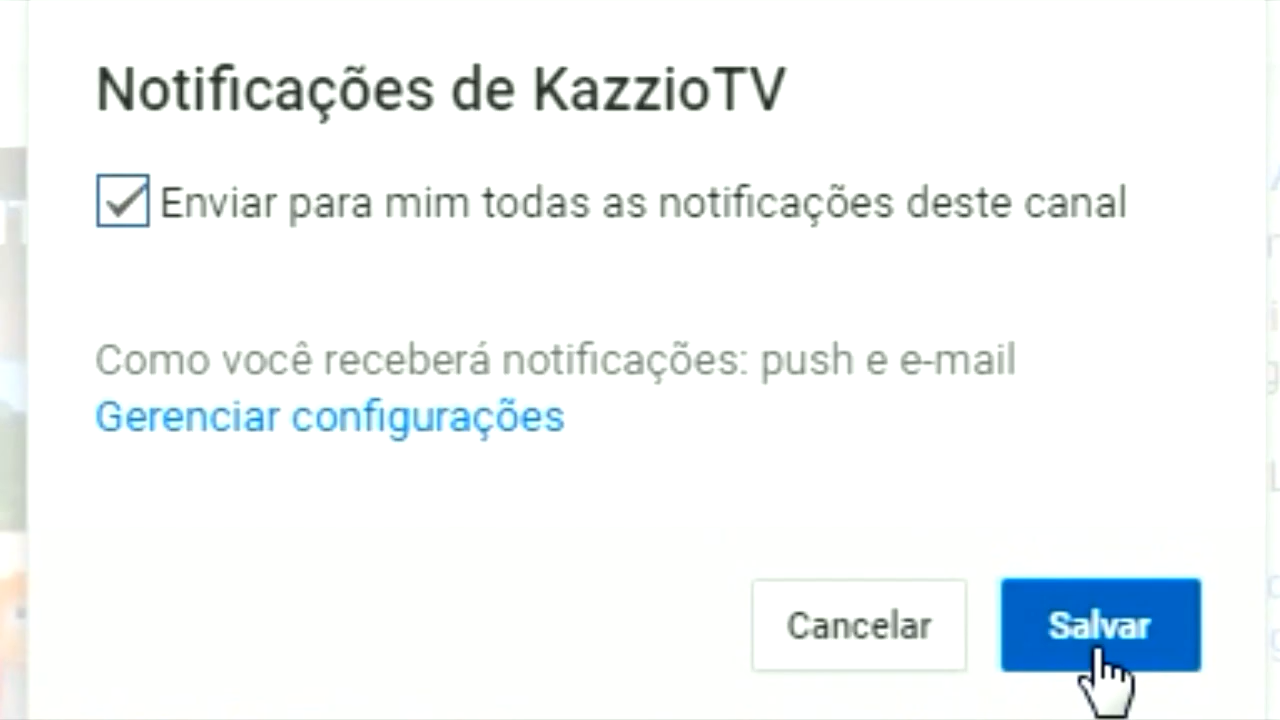 Notificações de KazzioTV
Enviar para mim todas as notificações deste canal
Como você receberá notificações: push e e-mail
Gerenciar configurações
Cancelar
Salvar